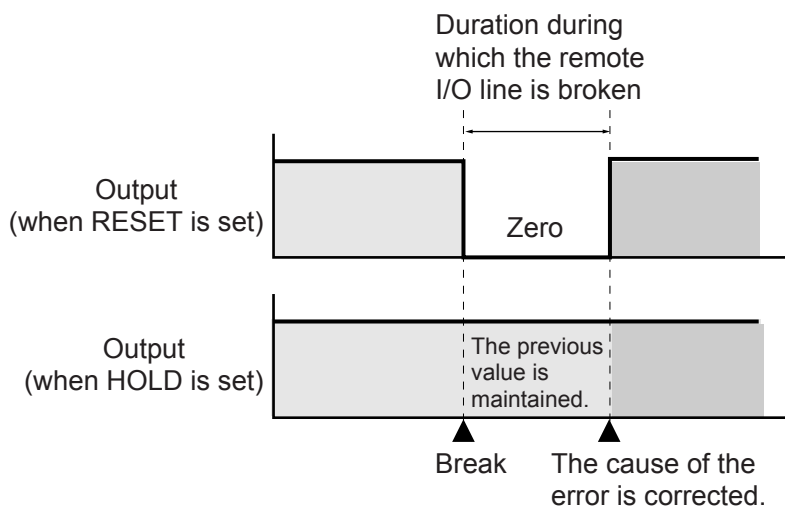 Duration during
which the remote
I/O line is broken
Output
(when RESET is set)
Zero
Output
(when HOLD is set)
The previous
value is
maintained.
Break
The cause of the
error is corrected.